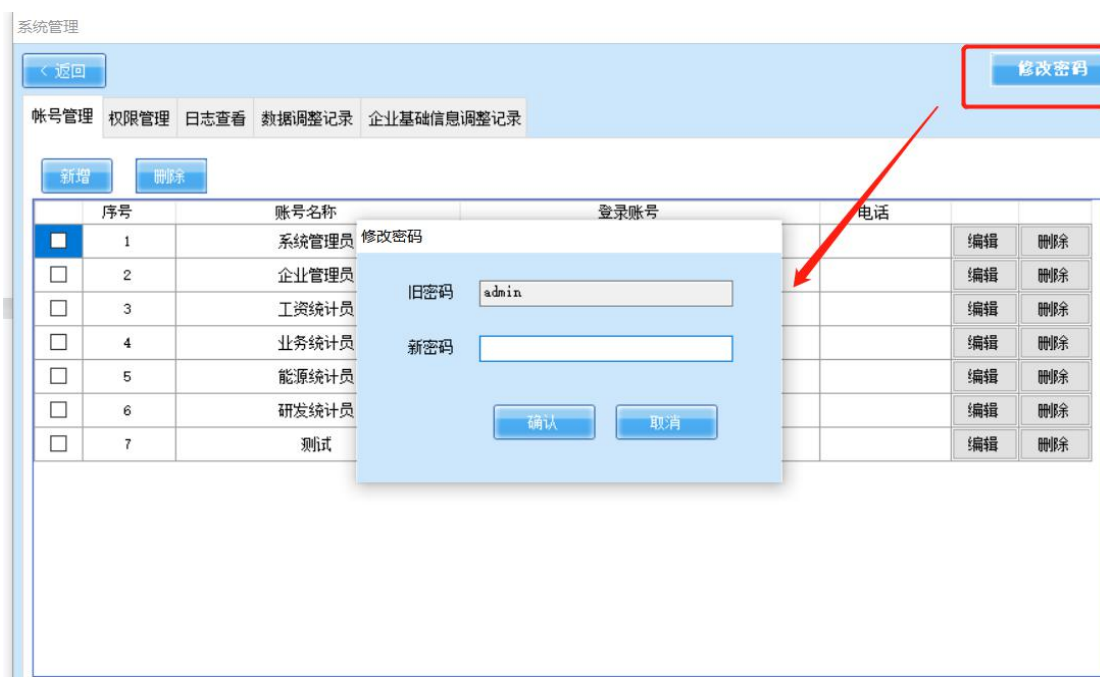 系统管理
< 返回
修改密码
帐号管理 权限管理 日志查看 数据调整记录 企业基础信息调整记录
新增 删除
序号 账号名称 登录账号 电话
1 系统管理员 编辑 删除
2 企业管理员 编辑 删除
3 工资统计员 编辑 删除
4 业务统计员 编辑 删除
5 能源统计员 编辑 删除
6 研发统计员 编辑 删除
7 测试 编辑 删除
修改密码
旧密码 admin
新密码
确认 取消